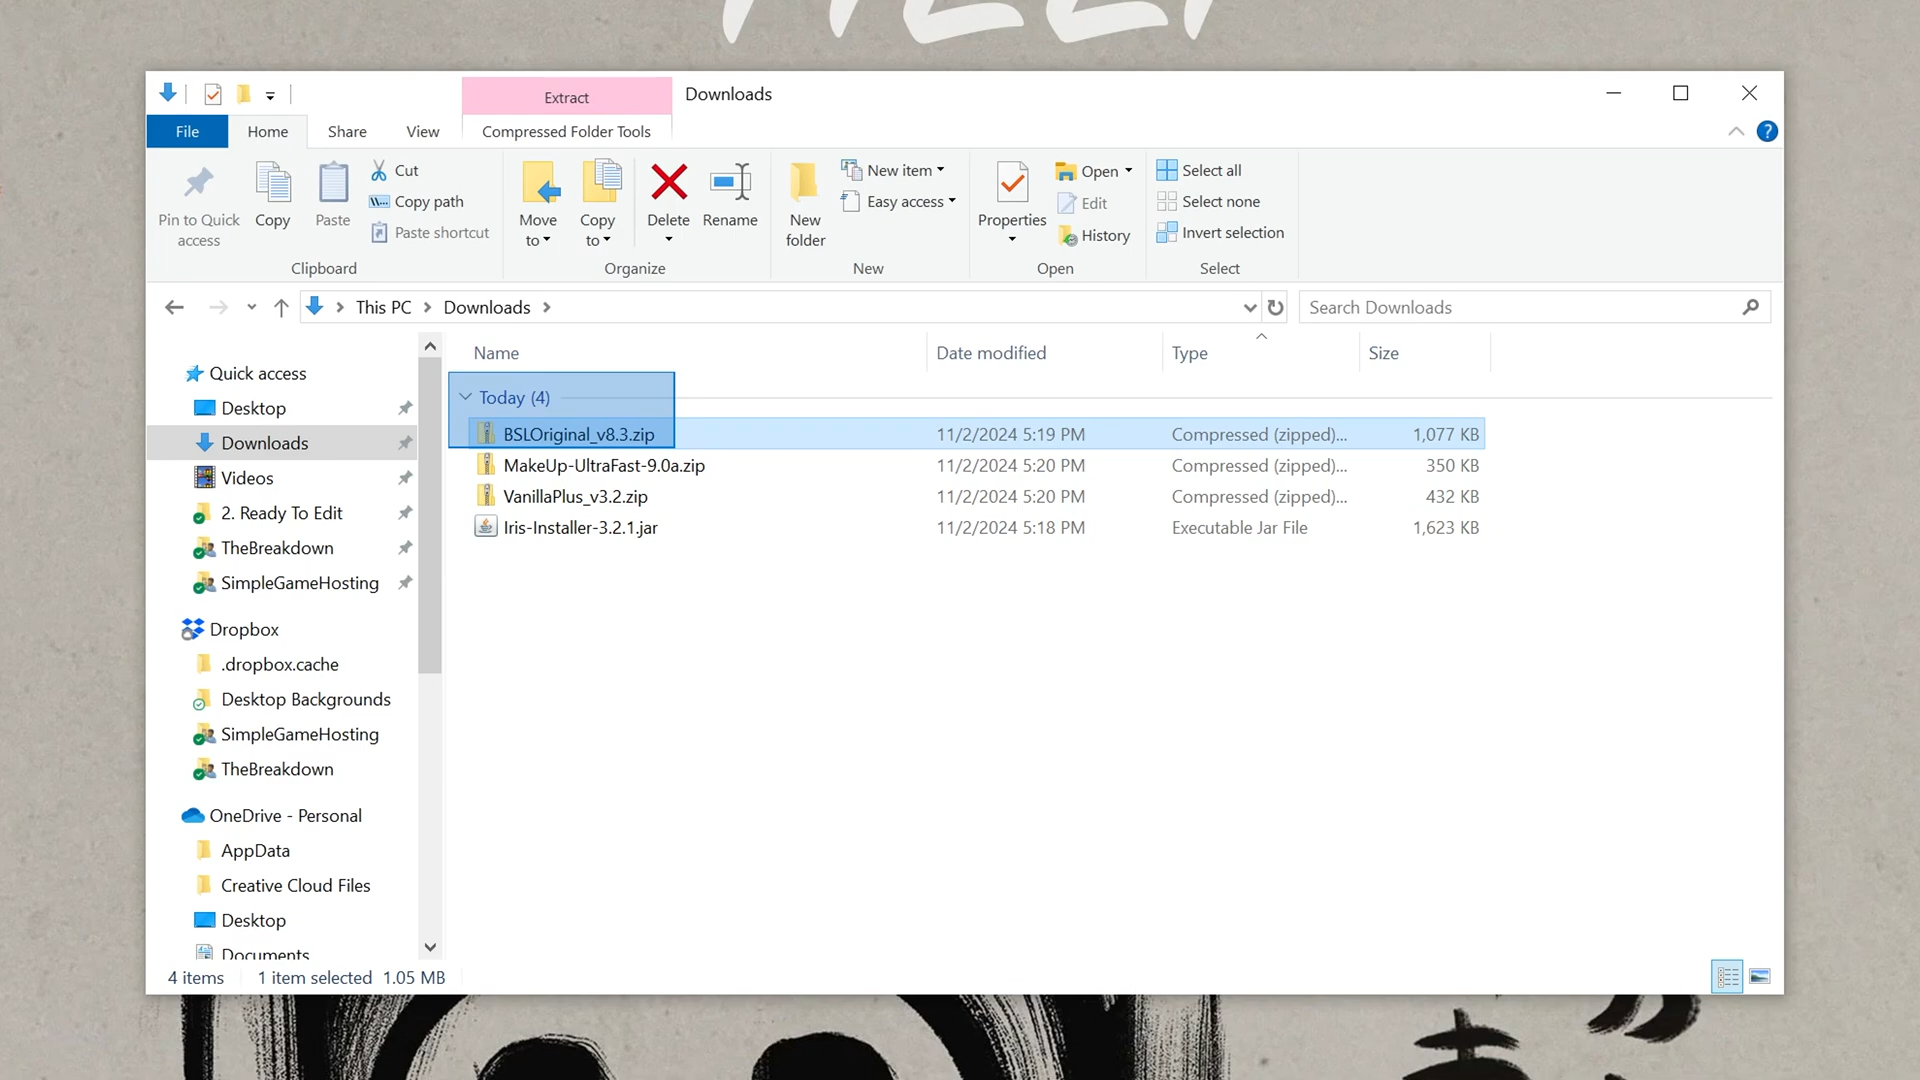 HELP
Extract
Downloads
File
Home
Share
View
Compressed Folder Tools
Pin to Quick access
Copy
Paste
Cut
Copy path
Paste shortcut
Clipboard
Move to
Copy to
Delete
Rename
Organize
New folder
New item
Easy access
New
Properties
Open
Edit
History
Open
Select all
Select none
Invert selection
Select
This PC
Downloads
Search Downloads
Name
Date modified
Type
Size
Today (4)
BSLOriginal_v8.3.zip 11/2/2024 5:19 PM Compressed (zipped)... 1,077 KB
MakeUp-UltraFast-9.0a.zip 11/2/2024 5:20 PM Compressed (zipped)... 350 KB
VanillaPlus_v3.2.zip 11/2/2024 5:20 PM Compressed (zipped)... 432 KB
Iris-Installer-3.2.1.jar 11/2/2024 5:18 PM Executable Jar File 1,623 KB
Quick access
Desktop
Downloads
Videos
2. Ready To Edit
TheBreakdown
SimpleGameHosting
Dropbox
.dropbox.cache
Desktop Backgrounds
SimpleGameHosting
TheBreakdown
OneDrive - Personal
AppData
Creative Cloud Files
Desktop
Documents
4 items
1 item selected 1.05 MB